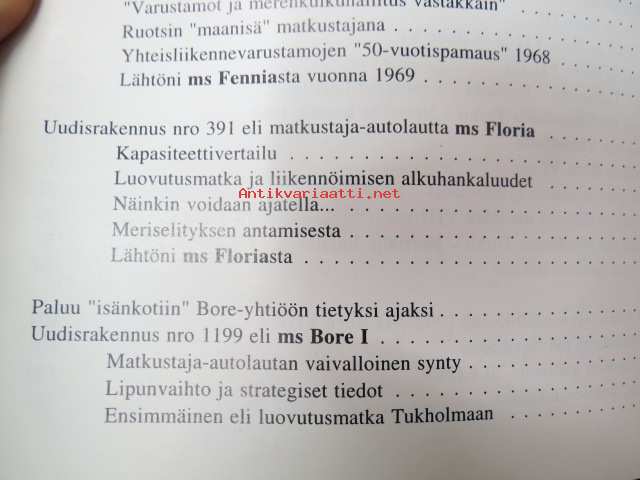 "Varustamot ja merenkulkuhallitus vastakkain"
Ruotsin "maanisä" matkustajana
Yhteisliikennevarustamojen "50-vuotispamaus" 1968
Lähtöni ms Fenniasta vuonna 1969
Uudisrakennus nro 391 eli matkustaja-autolautta ms Floria
Kapasiteettivertailu
Luovutusmatka ja liikennöimisen alkuhankaluudet
Antikvariaatti.net
Näinkin voidaan ajatella...
Meriselityksen antamisesta
Lähtöni ms Floriasta
Paluu "isänkotiin" Bore-yhtiöön tietyksi ajaksi
Uudisrakennus nro 1199 eli ms Bore I
Matkustaja-autolautan vaivalloinen synty
Lipunvaihto ja strategiset tiedot
Ensimmäinen eli luovutusmatka Tukholmaan